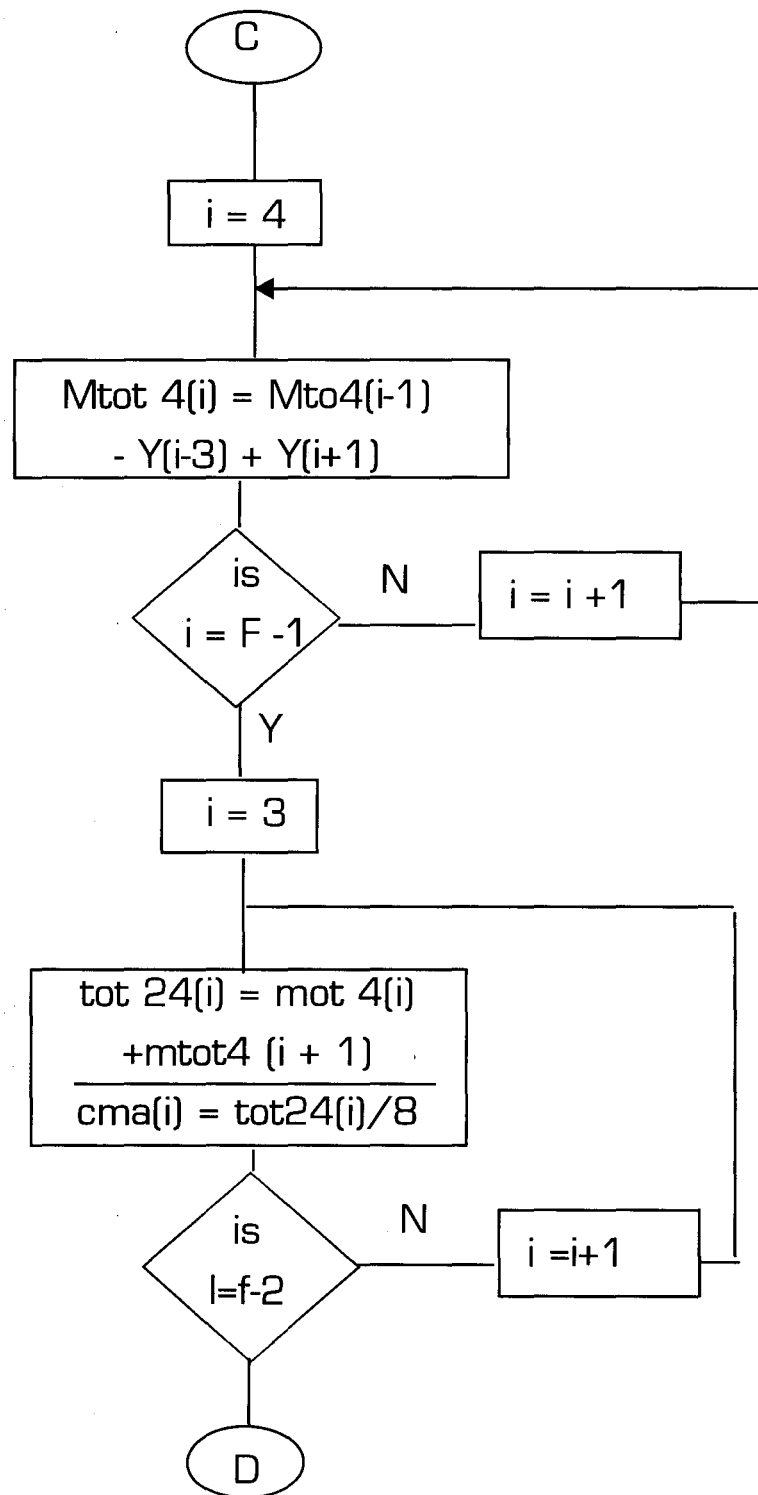 C
i = 4
Mtot 4(i) = Mto4(i-1)
- Y(i-3) + Y(i+1)
is
i = F -1
N
i = i +1
Y
i = 3
tot 24(i) = mot 4(i)
+mtot4 (i + 1)
cma(i) = tot24(i)/8
is
I=f-2
N
i =i+1
D